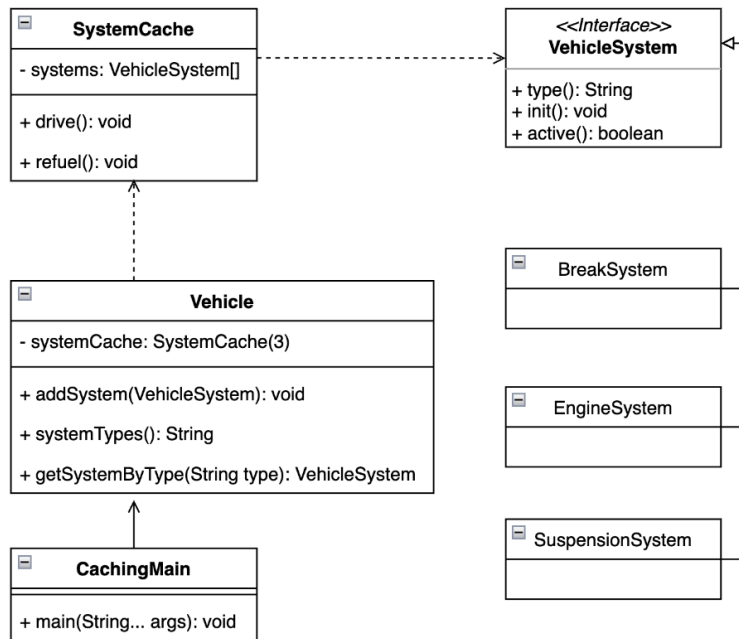 SystemCache
- systems: VehicleSystem[]
+ drive(): void
+ refuel(): void
<<Interface>>
VehicleSystem
+ type(): String
+ init(): void
+ active(): boolean
Vehicle
- systemCache: SystemCache(3)
+ addSystem(VehicleSystem): void
+ systemTypes(): String
+ getSystemByType(String type): VehicleSystem
BreakSystem
EngineSystem
SuspensionSystem
CachingMain
+ main(String... args): void